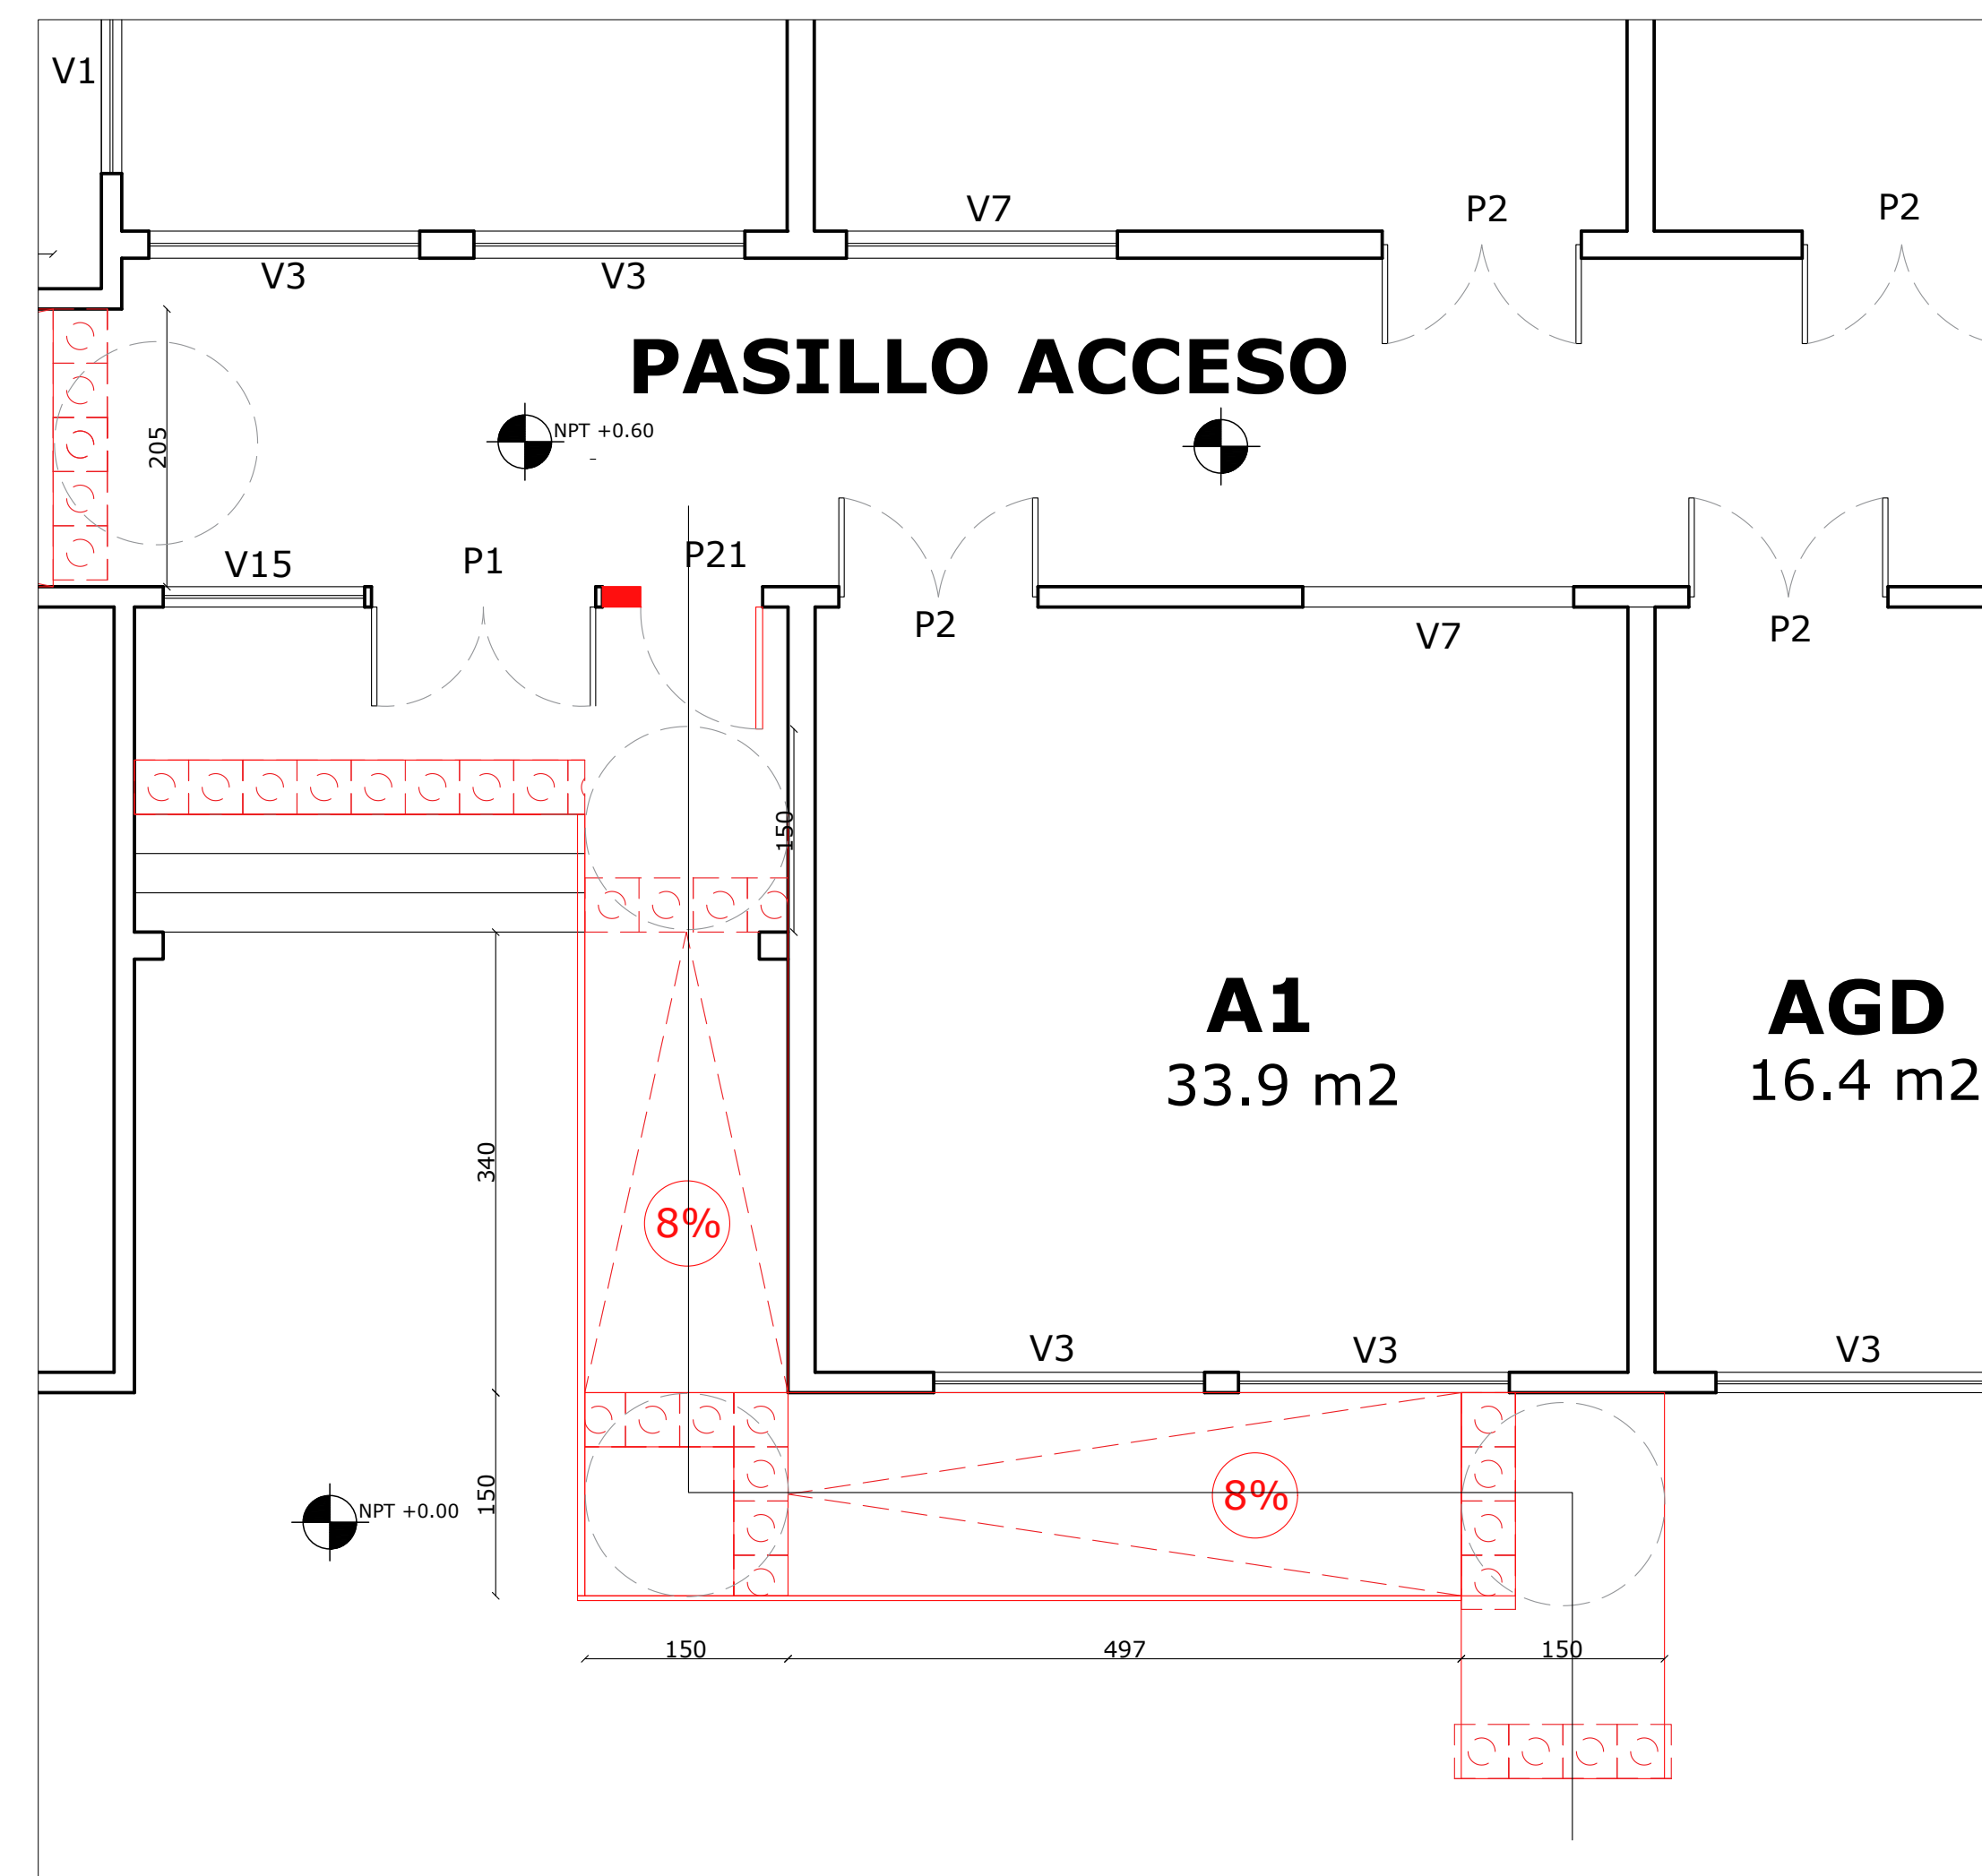 V1
V7
P2
P2
V3
V3
PASILLO ACCESO
NPT +0.60
-
205
V15
P1
P21
P2
V7
P2
150
A1
33.9 m2
AGD
16.4 m2
340
8%
V3
V3
V3
150
NPT +0.00
8%
150
497
150